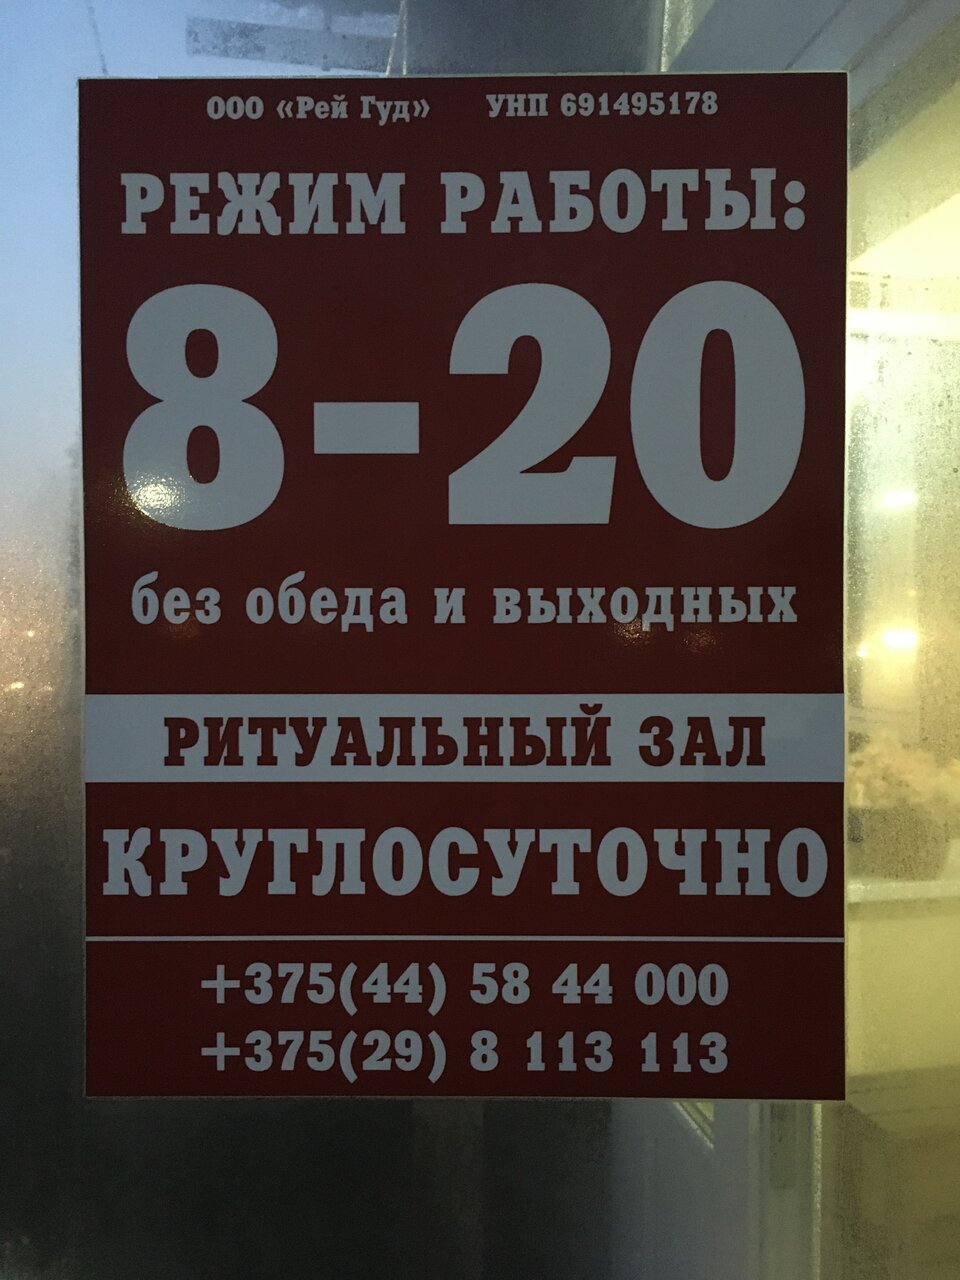 ООО «Рей Гуд» УНП 691495178
РЕЖИМ РАБОТЫ:
8-20
без обеда и выходных
РИТУАЛЬНЫЙ ЗАЛ
КРУГЛОСУТОЧНО
+375(44) 58 44 000
+375(29) 8 113 113